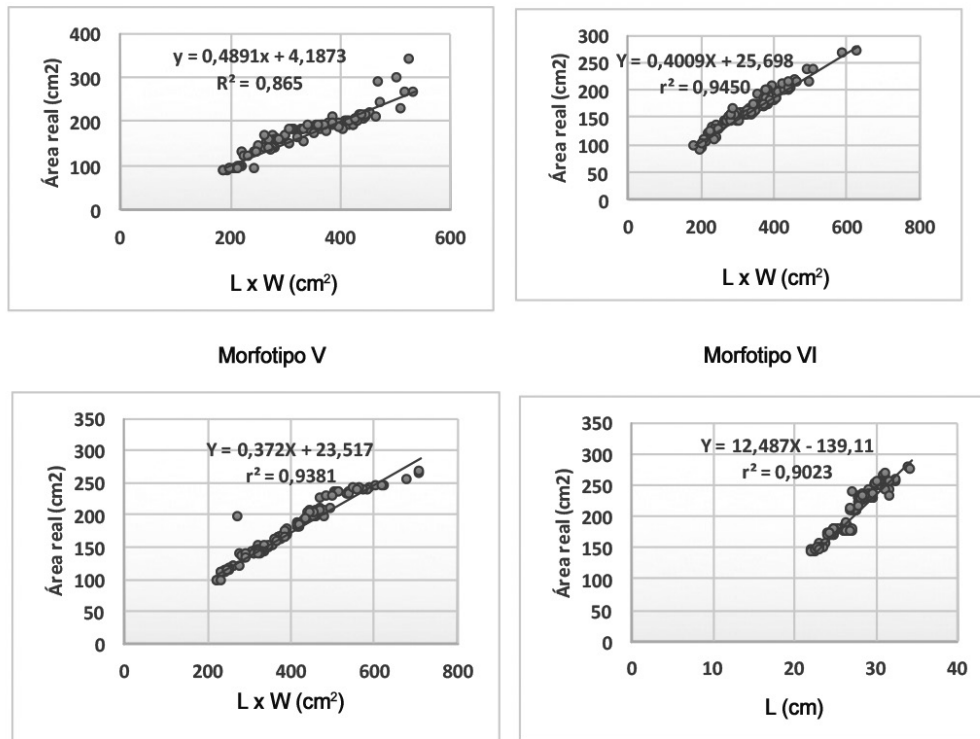 400
300
200
100
0
Área real (cm2)
y = 0,4891x + 4,1873
R² = 0,865
0
200
400
600
L x W (cm²)
300
250
200
150
100
50
0
Área real (cm2)
Y = 0,4009X + 25,698
r² = 0,9450
0
200
400
600
800
L x W (cm²)
Morfotipo V
Morfotipo VI
350
300
250
200
150
100
50
0
Área real (cm2)
Y = 0,372X + 23,517
r² = 0,9381
0
200
400
600
800
L x W (cm²)
350
300
250
200
150
100
50
0
Área real (cm2)
Y = 12,487X - 139,11
r² = 0,9023
0
10
20
30
40
L (cm)